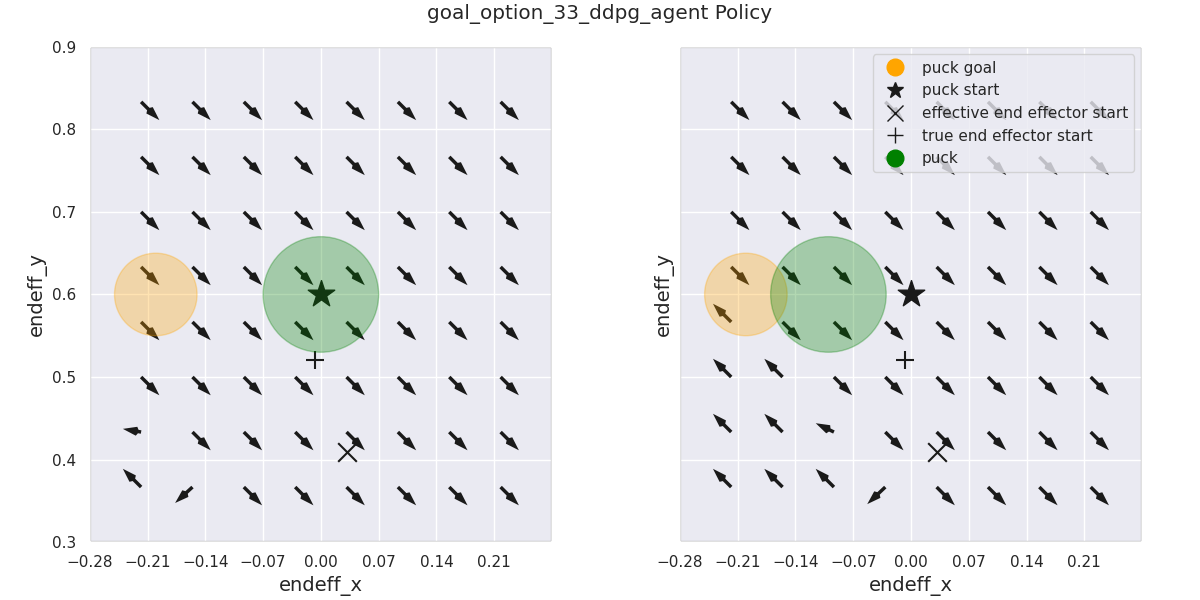 goal_option_33_ddpg_agent Policy
0.9
0.8
0.7
0.6
0.5
0.4
0.3
endeff_y
−0.28 −0.21 −0.14 −0.07 0.00 0.07 0.14 0.21
endeff_x
puck goal
puck start
effective end effector start
true end effector start
puck
endeff_y
−0.28 −0.21 −0.14 −0.07 0.00 0.07 0.14 0.21
endeff_x